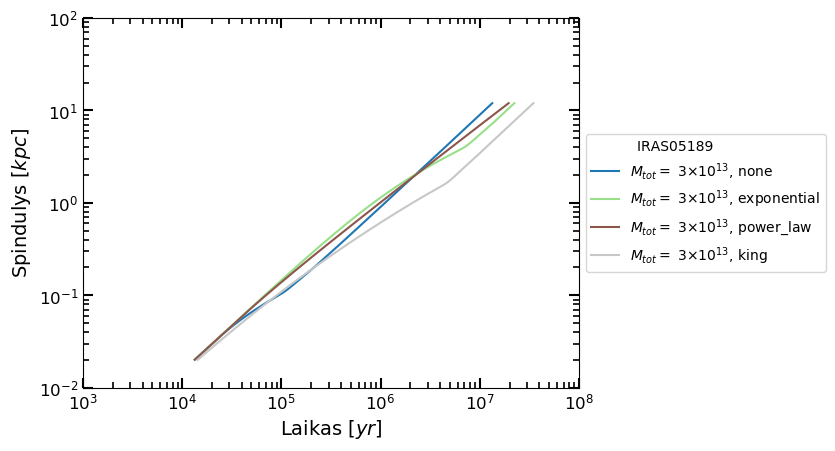 10²
10¹
10⁰
10⁻¹
10⁻²
Spindulys [kpc]
10³ 10⁴ 10⁵ 10⁶ 10⁷ 10⁸
Laikas [yr]
IRAS05189
M_tot = 3×10¹³, none
M_tot = 3×10¹³, exponential
M_tot = 3×10¹³, power_law
M_tot = 3×10¹³, king